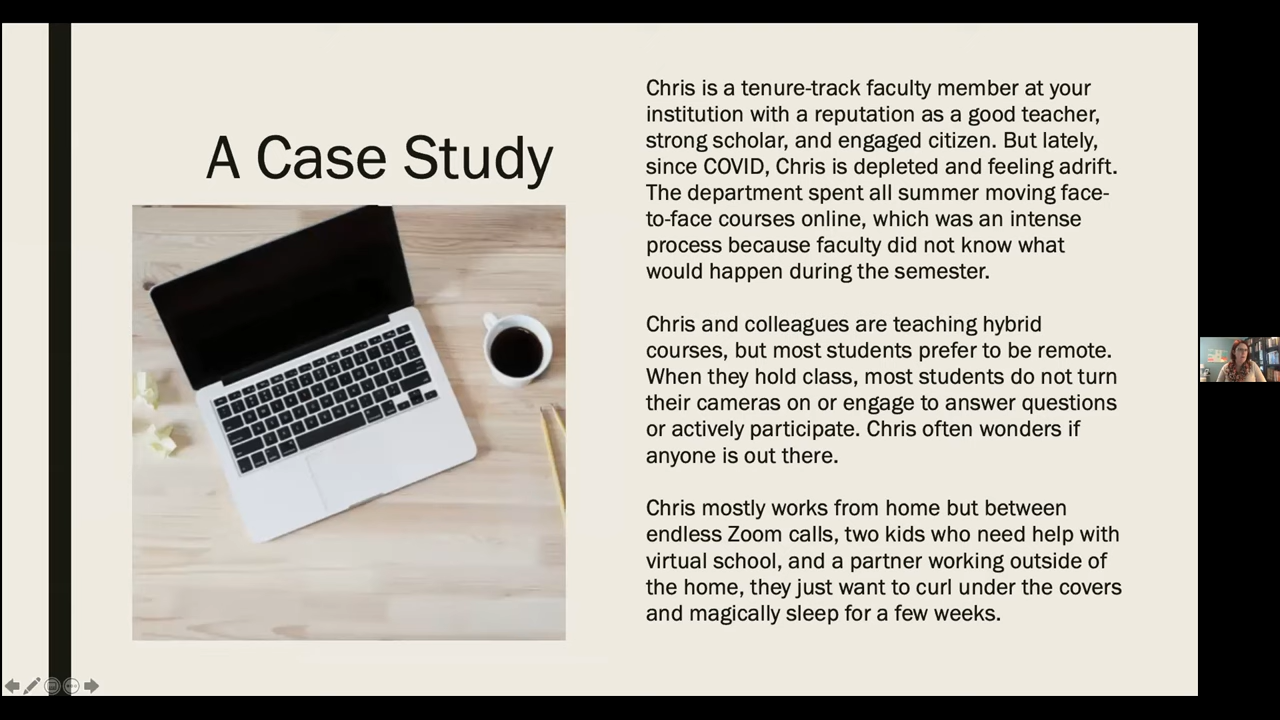 A Case Study
Chris is a tenure-track faculty member at your
institution with a reputation as a good teacher,
strong scholar, and engaged citizen. But lately,
since COVID, Chris is depleted and feeling adrift.
The department spent all summer moving face-
to-face courses online, which was an intense
process because faculty did not know what
would happen during the semester.
Chris and colleagues are teaching hybrid
courses, but most students prefer to be remote.
When they hold class, most students do not turn
their cameras on or engage to answer questions
or actively participate. Chris often wonders if
anyone is out there.
Chris mostly works from home but between
endless Zoom calls, two kids who need help with
virtual school, and a partner working outside of
the home, they just want to curl under the covers
and magically sleep for a few weeks.